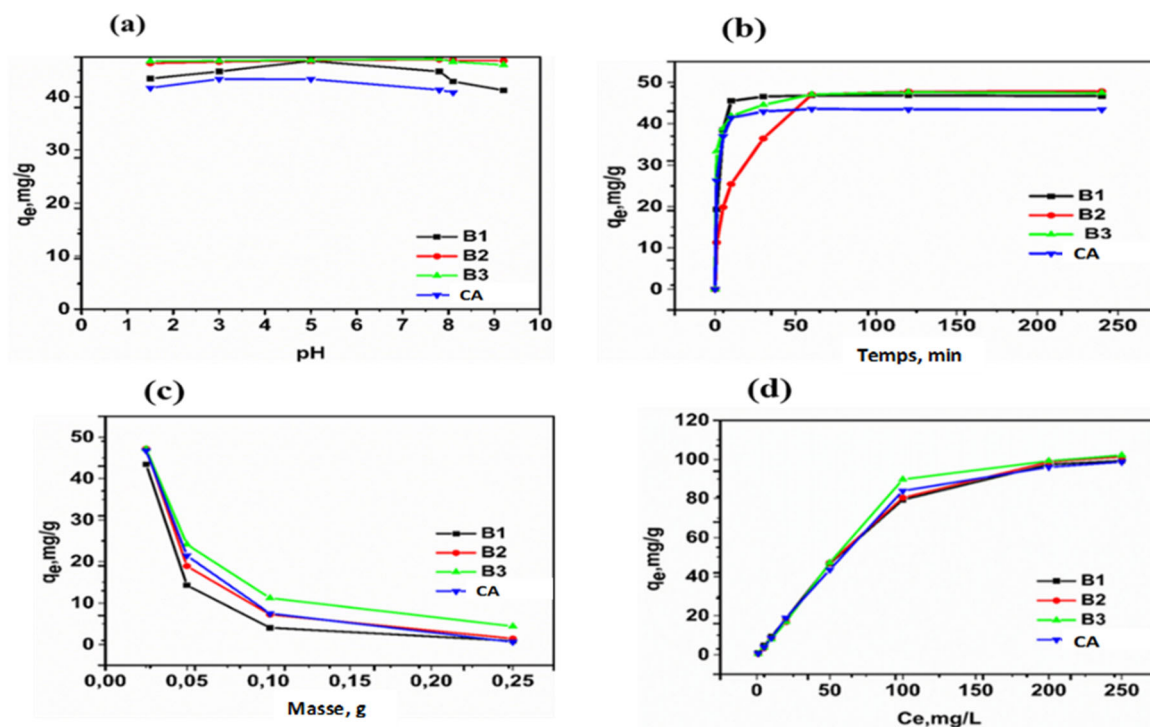 (a)
40
30
20
10
0
qe,mg/g
B1
B2
B3
CA
0 1 2 3 4 5 6 7 8 9 10
pH
(b)
50
40
30
20
10
0
qe,mg/g
B1
B2
B3
CA
0 50 100 150 200 250
Temps, min
(c)
50
40
30
20
10
0
qe,mg/g
B1
B2
B3
CA
0,00 0,05 0,10 0,15 0,20 0,25
Masse, g
(d)
120
100
80
60
40
20
0
qe,mg/g
B1
B2
B3
CA
0 50 100 150 200 250
Ce,mg/L